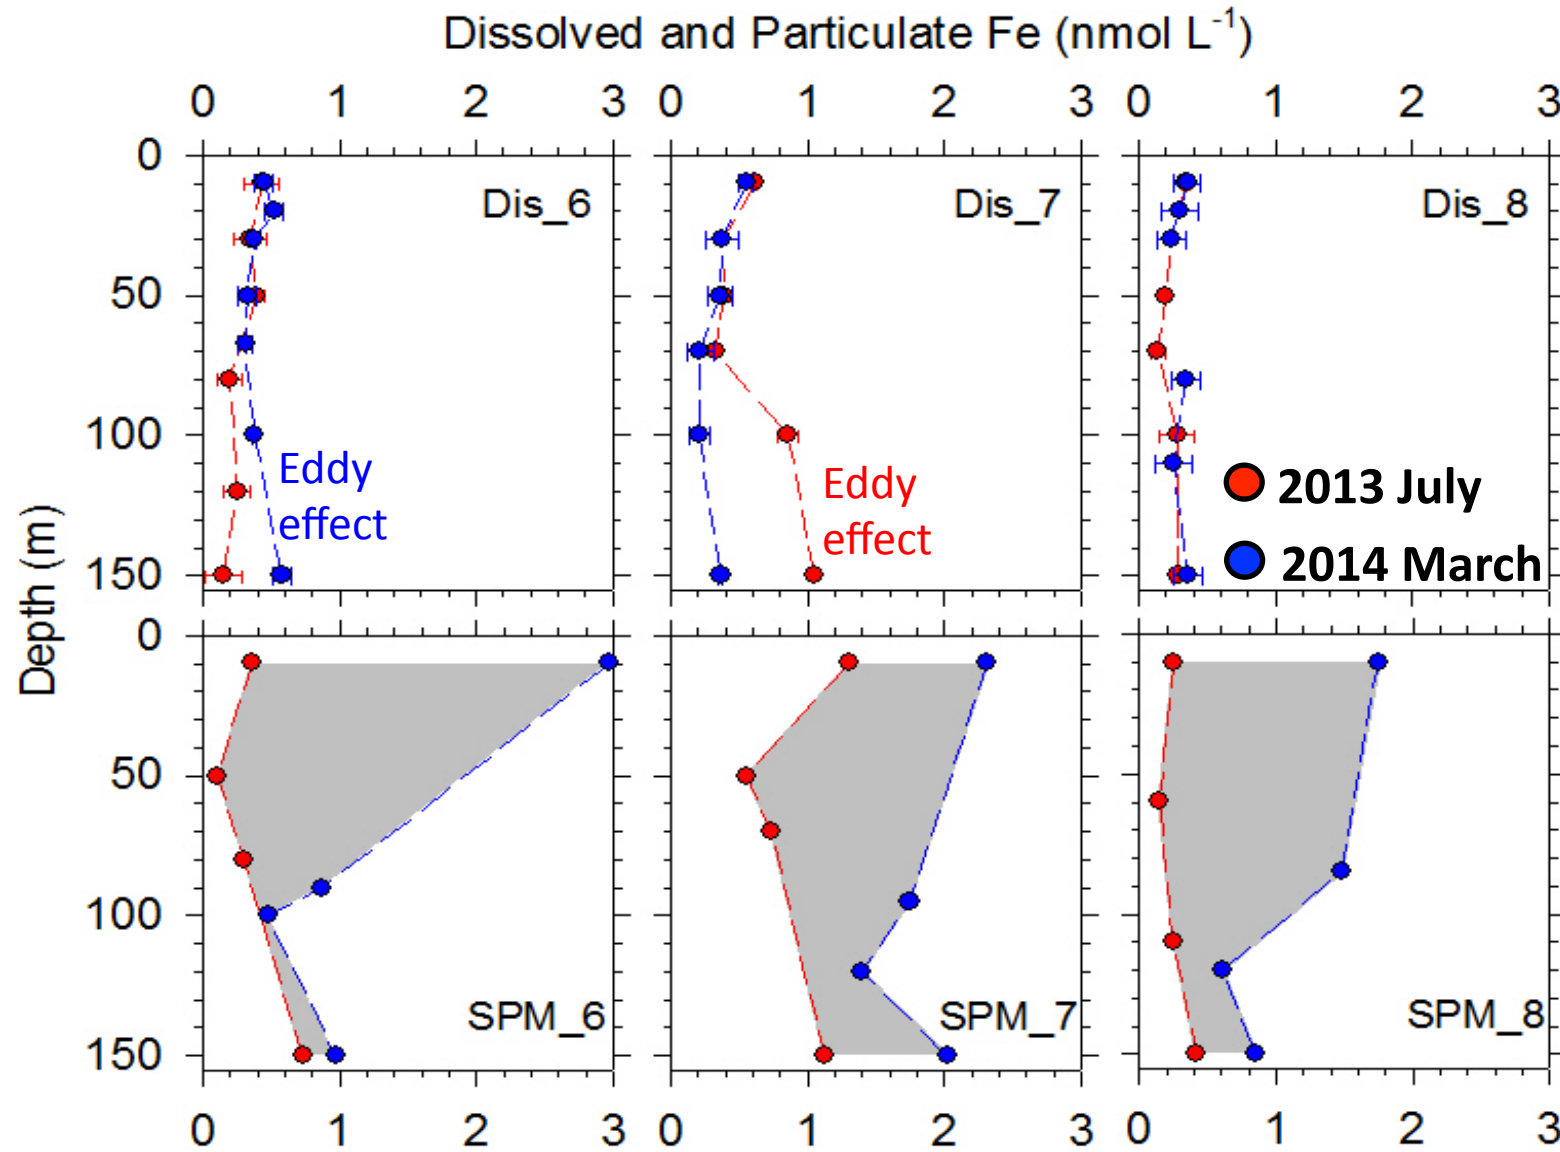 Dissolved and Particulate Fe (nmol L⁻¹)
0 1 2 3 0 1 2 3 0 1 2 3
0
Dis_6 Dis_7 Dis_8
50
100
Eddy effect
Eddy effect
2013 July
2014 March
150
Depth (m)
0
50
100
SPM_6 SPM_7 SPM_8
150
0 1 2 3 0 1 2 3 0 1 2 3